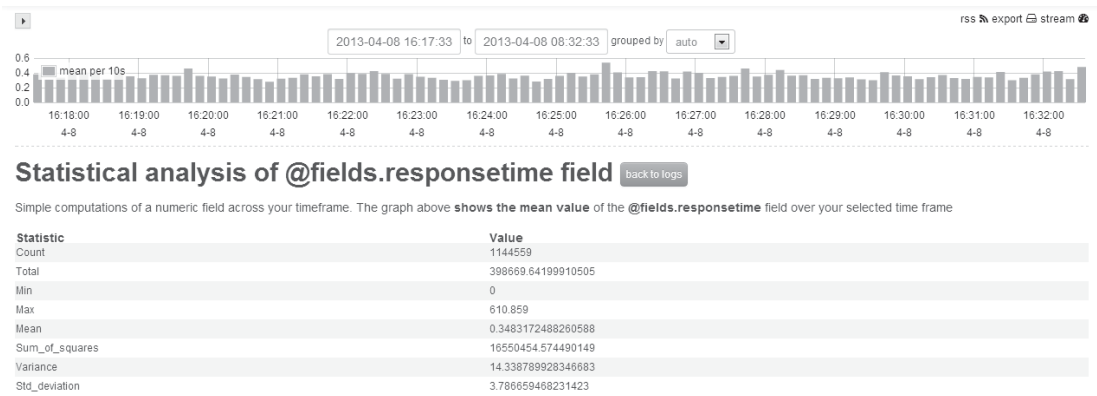 rss export stream
2013-04-08 16:17:33 to 2013-04-08 08:32:33 grouped by auto
0.6
mean per 10s
0.4
0.2
0.0
16:18:00 16:19:00 16:20:00 16:21:00 16:22:00 16:23:00 16:24:00 16:25:00 16:26:00 16:27:00 16:28:00 16:29:00 16:30:00 16:31:00 16:32:00
4-8 4-8 4-8 4-8 4-8 4-8 4-8 4-8 4-8 4-8 4-8 4-8 4-8 4-8 4-8
Statistical analysis of @fields.responsetime field back to logs
Simple computations of a numeric field across your timeframe. The graph above shows the mean value of the @fields.responsetime field over your selected time frame
Statistic Value
Count 1144559
Total 398669.64199910505
Min 0
Max 610.859
Mean 0.3483172488260588
Sum_of_squares 16550454.574490149
Variance 14.338789928346683
Std_deviation 3.786659468231423